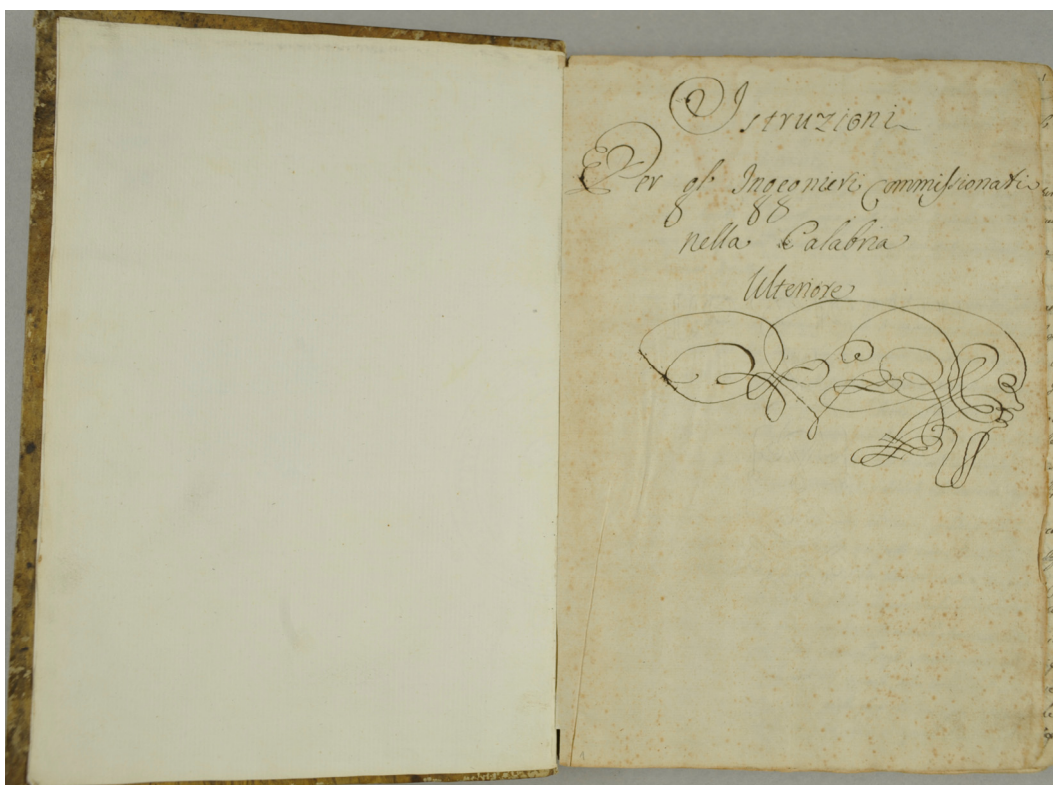 Istruzioni
Per gl' Ingegnieri Commissionati
nella Calabria
Ulteriore